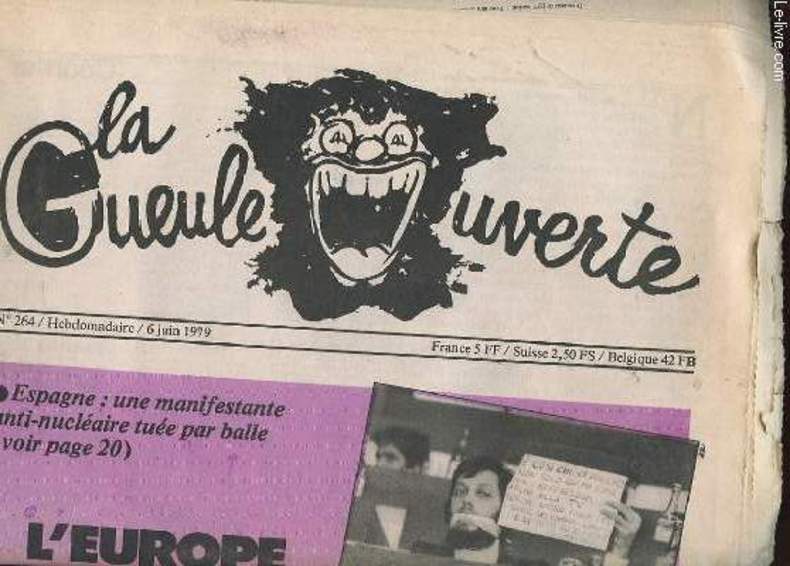 la
Gueule Ouverte
N° 264 / Hebdomadaire / 6 juin 1979
France 5 FF / Suisse 2,50 FS / Belgique 42 FB
Espagne : une manifestante
anti-nucléaire tuée par balle
voir page 20)
L'EUROPE
Le-livre.com